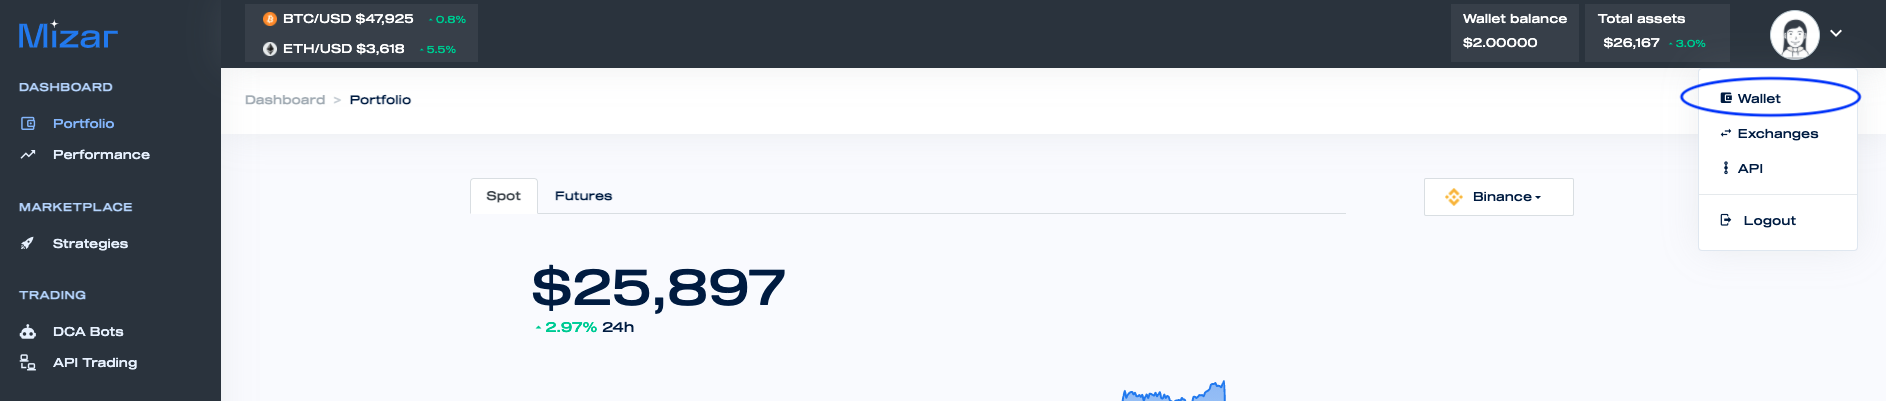 Mizar
DASHBOARD
Portfolio
Performance
MARKETPLACE
Strategies
TRADING
DCA Bots
API Trading
BTC/USD $47,925 - 0.8%
ETH/USD $3,618 - 5.5%
Wallet balance
$2.00000
Total assets
$26,167 - 3.0%
Dashboard > Portfolio
Wallet
Exchanges
API
Logout
Spot Futures
Binance
$25,897
2.97% 24h